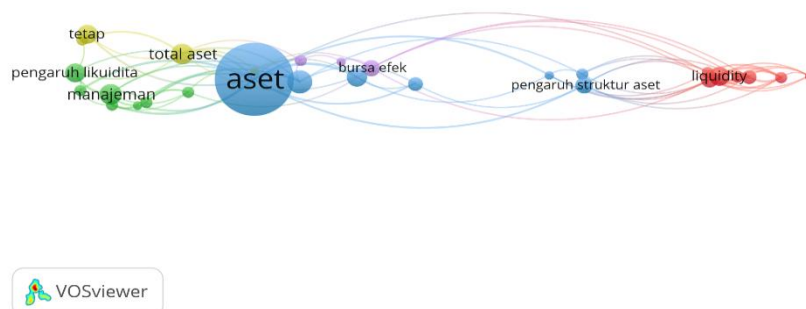 tetap
total aset
pengaruh likuidita
aset
bursa efek
pengaruh struktur aset
liquidity
manajeman
VOSviewer